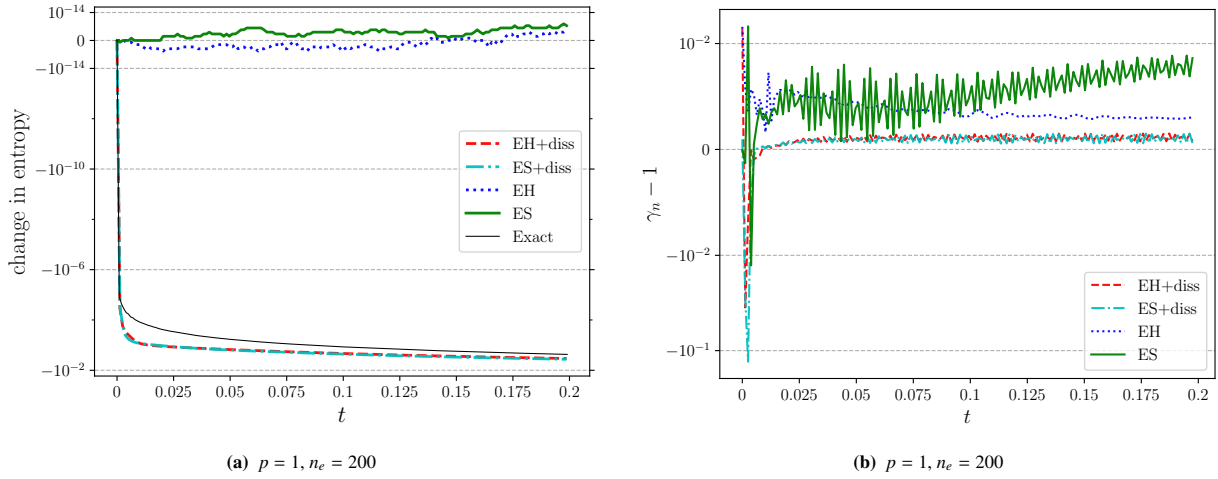 10⁻¹⁴
0
−10⁻¹⁴
−10⁻¹⁰
−10⁻⁶
−10⁻²
change in entropy
EH+diss
ES+diss
EH
ES
Exact
0 0.025 0.05 0.075 0.1 0.125 0.15 0.175 0.2
t
(a) p = 1, nₑ = 200
10⁻²
0
−10⁻²
−10⁻¹
γₙ − 1
EH+diss
ES+diss
EH
ES
0 0.025 0.05 0.075 0.1 0.125 0.15 0.175 0.2
t
(b) p = 1, nₑ = 200